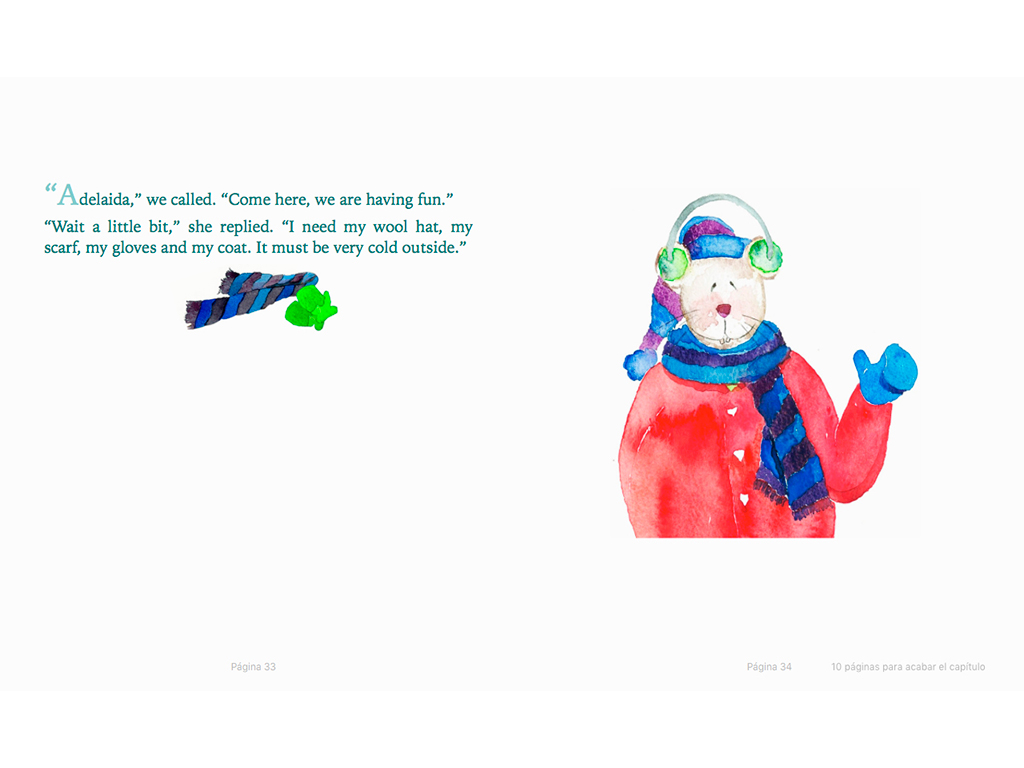 “Adelaida,” we called. “Come here, we are having fun.”
“Wait a little bit,” she replied. “I need my wool hat, my
scarf, my gloves and my coat. It must be very cold outside.”
Página 33
Página 34
10 páginas para acabar el capítulo